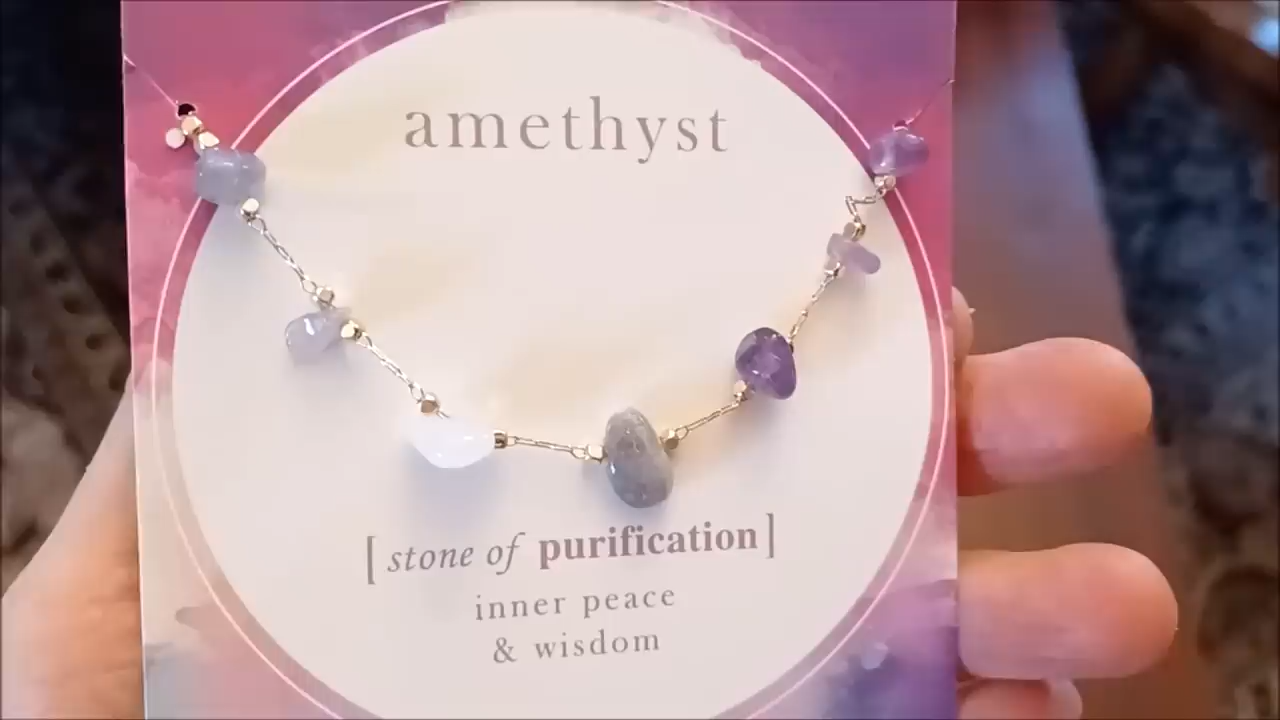 amethyst
[stone of purification]
inner peace
& wisdom